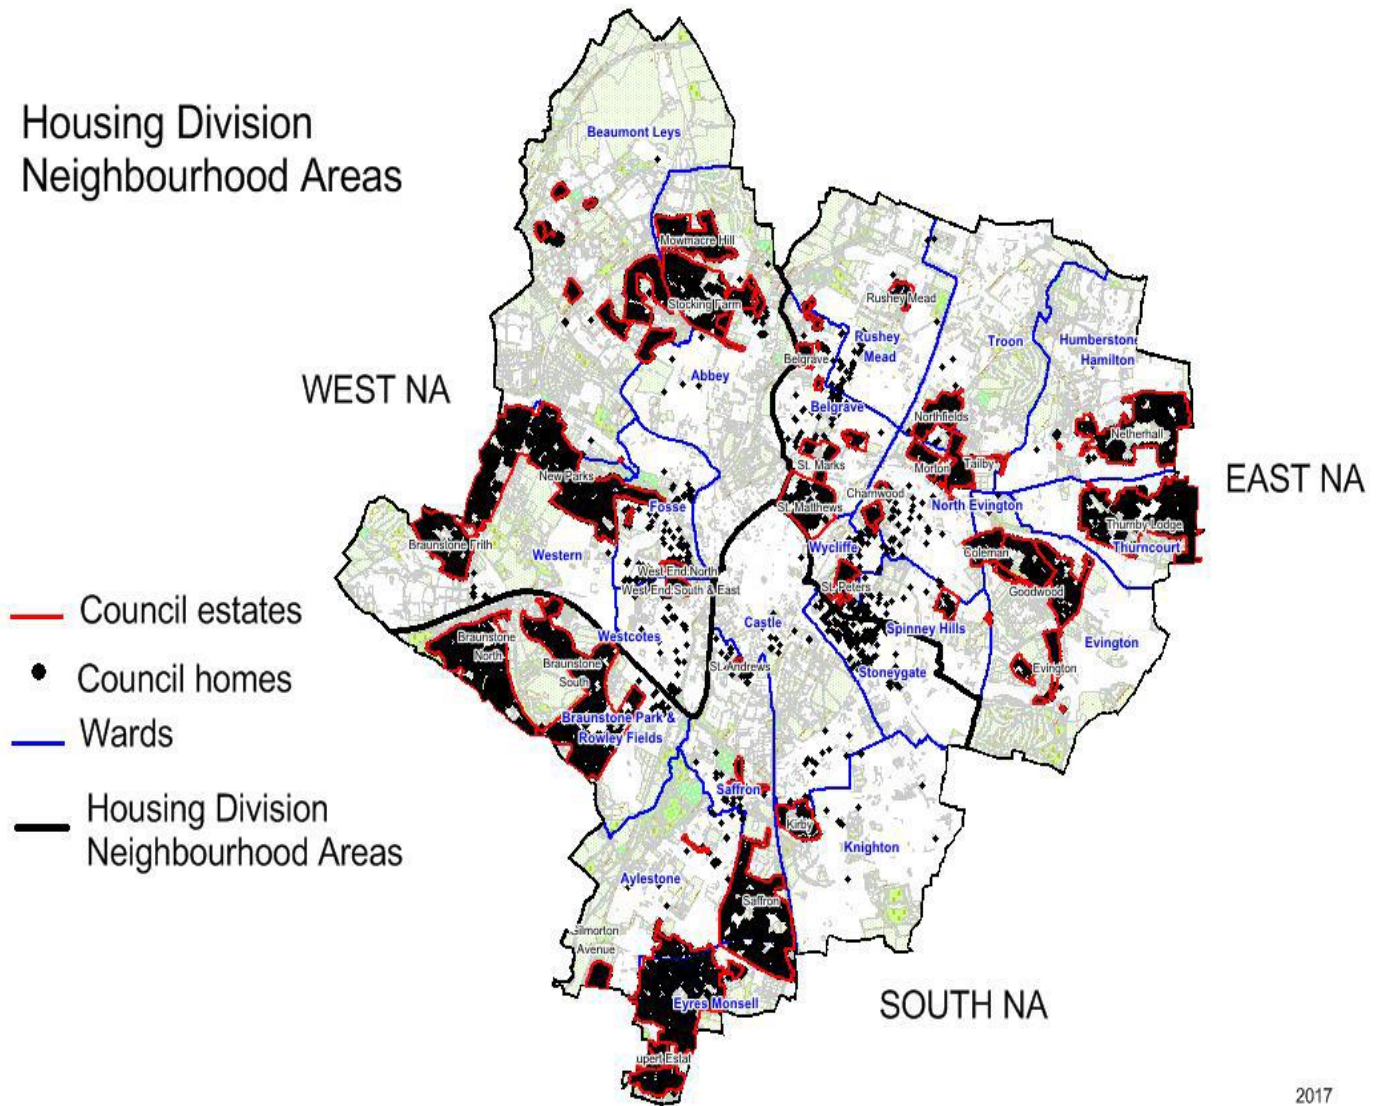 Housing Division
Neighbourhood Areas
WEST NA
EAST NA
SOUTH NA
Council estates
Council homes
Wards
Housing Division
Neighbourhood Areas
Beaumont Leys
Mowmacre Hill
Stocking Farm
Rushey Mead
Rushey
Mead
Troon
Humberstone
Hamilton
Belgrave
Abbey
Belgrave
Northfields
Netherhall
St. Marks
Morton
Tailby
New Parks
Charnwood
Fosse
St. Matthews
North Evington
Thurnby Lodge
Thurncourt
Braunstone Frith
Western
Wycliffe
Coleman
West End North
West End South & East
St. Peters
Goodwood
Castle
Spinney Hills
Westcotes
Braunstone
North
Braunstone
South
St. Andrews
Stoneygate
Evington
Evington
Braunstone Park &
Rowley Fields
Saffron
Kirby
Knighton
Aylestone
Saffron
Gilmorton
Avenue
Eyres Monsell
upert Estat
2017